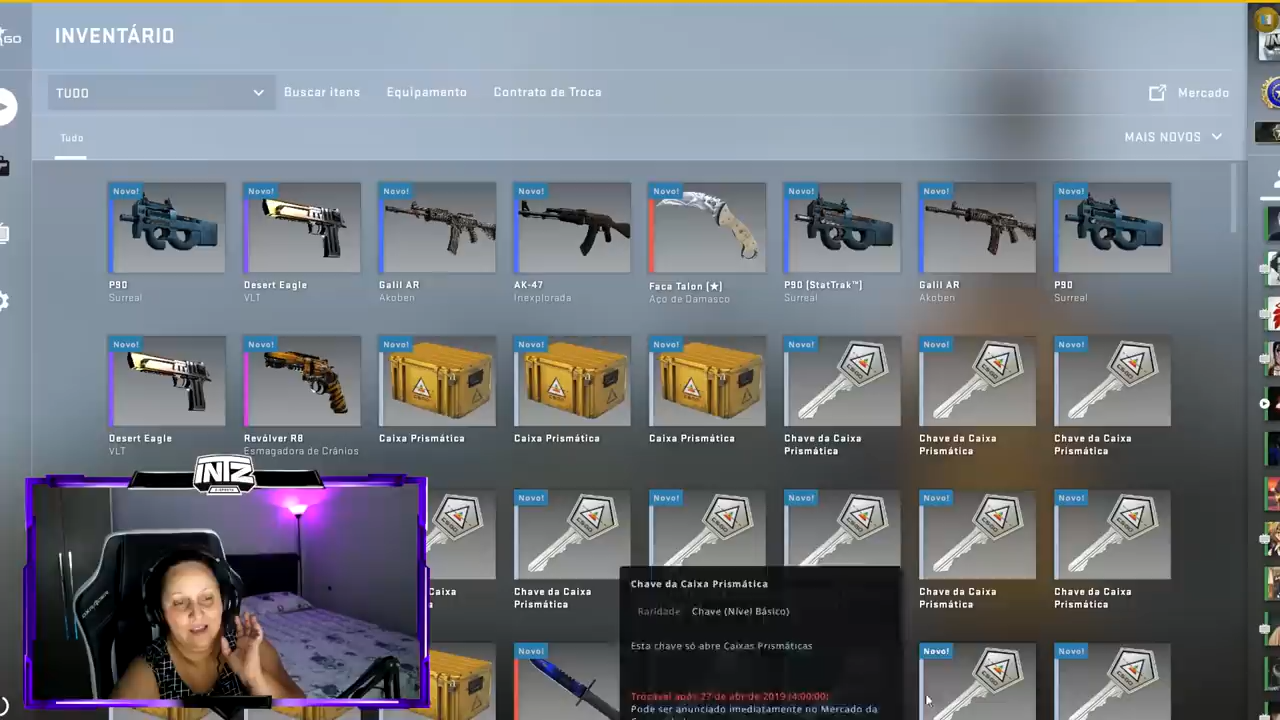 GO
INVENTÁRIO
TUDO
Buscar itens
Equipamento
Contrato de Troca
Mercado
Tudo
MAIS NOVOS
Novo! Novo! Novo! Novo! Novo! Novo! Novo! Novo!
P90 Desert Eagle Galil AR AK-47 Faca Talon (★) P90 (StatTrak™) Galil AR P90
Surreal VLT Akoben Inexplorada Aço de Damasco Surreal Akoben Surreal
Novo! Novo! Novo! Novo! Novo! Novo! Novo! Novo!
Desert Eagle Revólver R8 Caixa Prismática Caixa Prismática Caixa Prismática Chave da Caixa Chave da Caixa Chave da Caixa
VLT Esmagadora de Crânios Prismática Prismática Prismática
INTZ
Novo! Novo! Novo! Novo! Novo!
Caixa Chave da Caixa Chave da Caixa Chave da Caixa
Prismática Prismática Prismática
Chave da Caixa Prismática
Raridade Chave (Nível Básico)
Esta chave só abre Caixas Prismáticas
Novo! Novo! Novo!
Trocável após 27 de abr de 2019 (4:00:00)
Pode ser anunciado imediatamente no Mercado da